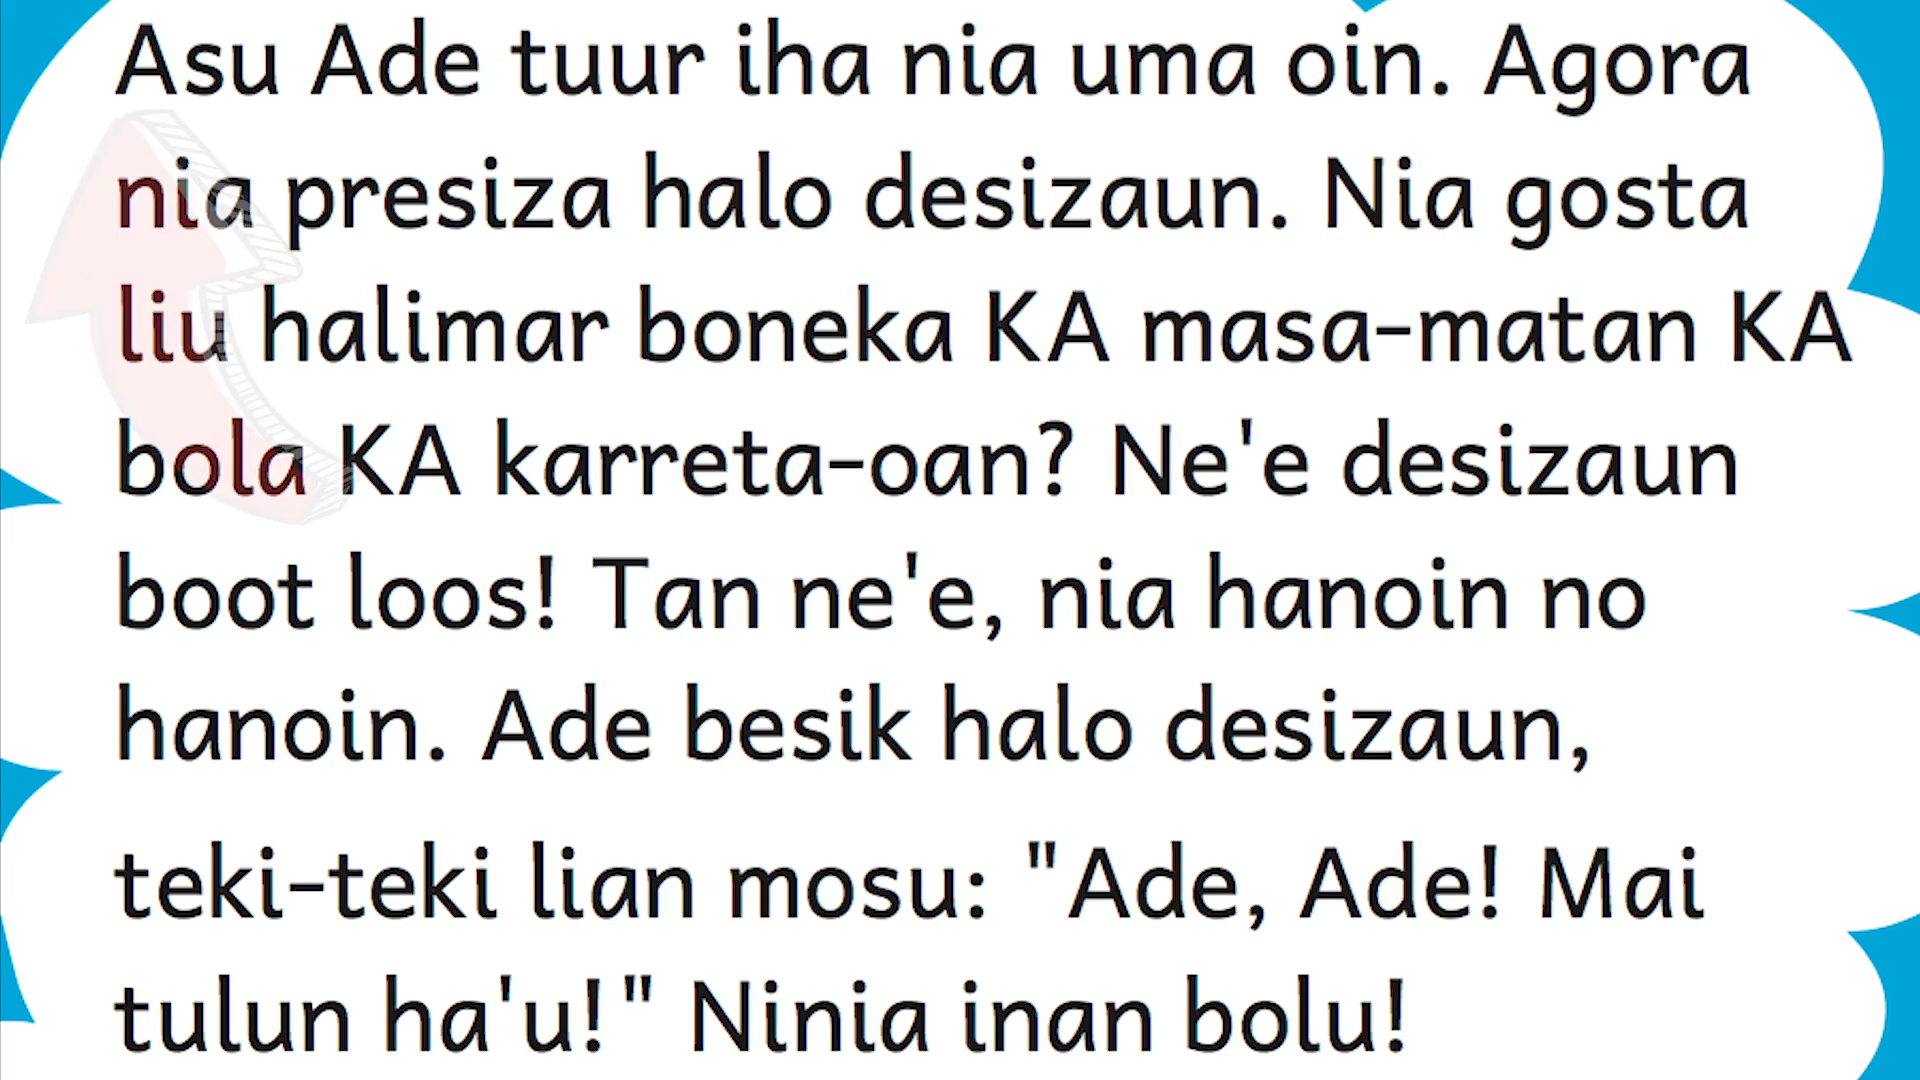 Asu Ade tuur iha nia uma oin. Agora
nia presiza halo desizaun. Nia gosta
liu halimar boneka KA masa-matan KA
bola KA karreta-oan? Ne'e desizaun
boot loos! Tan ne'e, nia hanoin no
hanoin. Ade besik halo desizaun,
teki-teki lian mosu: "Ade, Ade! Mai
tulun ha'u!" Ninia inan bolu!